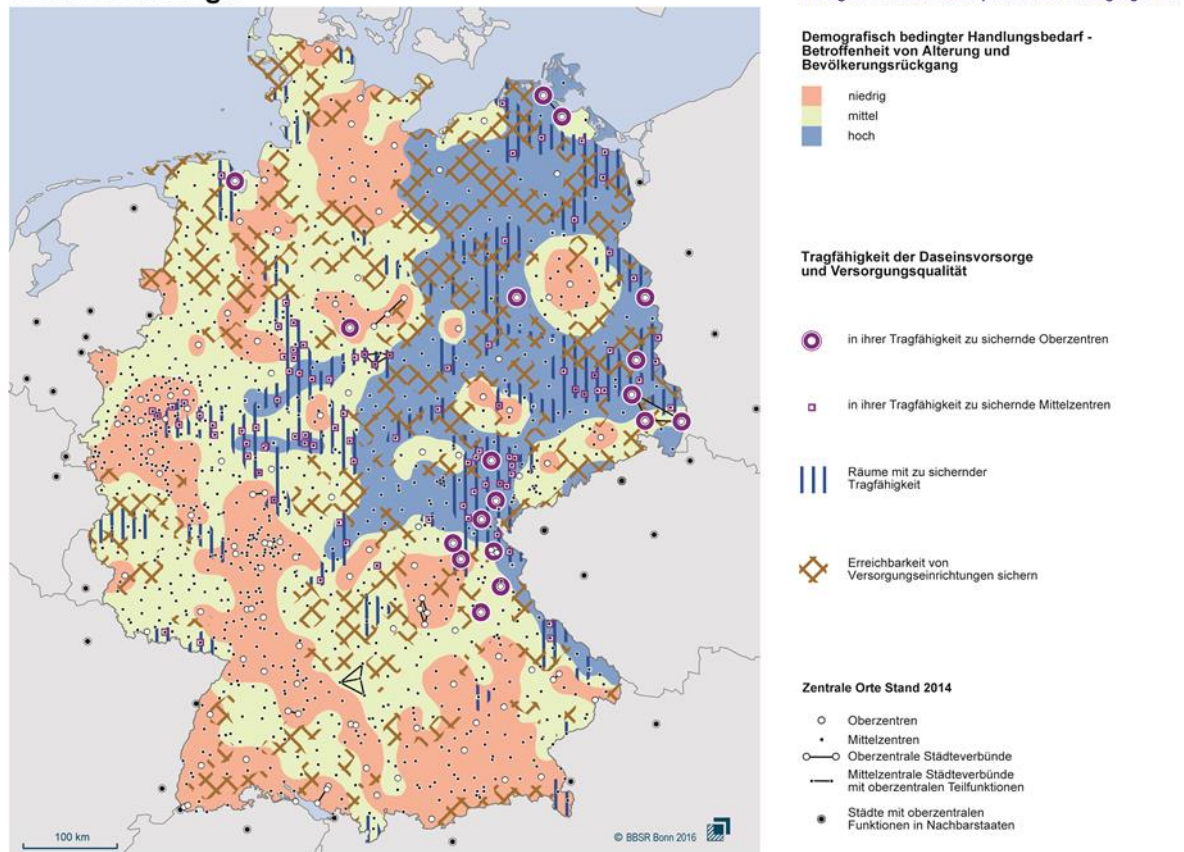 Demografisch bedingter Handlungsbedarf -
Betroffenheit von Alterung und
Bevölkerungsrückgang
niedrig
mittel
hoch
Tragfähigkeit der Daseinsvorsorge
und Versorgungsqualität
in ihrer Tragfähigkeit zu sichernde Oberzentren
in ihrer Tragfähigkeit zu sichernde Mittelzentren
Räume mit zu sichernder
Tragfähigkeit
Erreichbarkeit von
Versorgungseinrichtungen sichern
Zentrale Orte Stand 2014
Oberzentren
Mittelzentren
Oberzentrale Städteverbünde
Mittelzentrale Städteverbünde
mit oberzentralen Teilfunktionen
Städte mit oberzentralen
Funktionen in Nachbarstaaten
100 km
© BBSR Bonn 2016